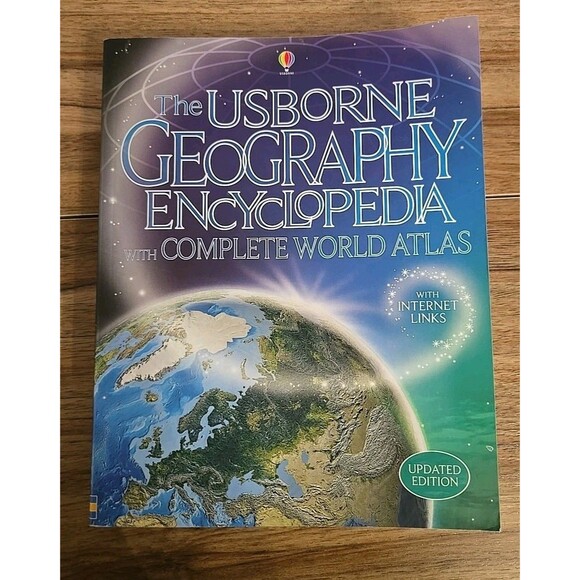 The USBORNE
GEOGRAPHY
ENCYCLOPEDIA
WITH COMPLETE WORLD ATLAS
WITH
INTERNET
LINKS
UPDATED
EDITION